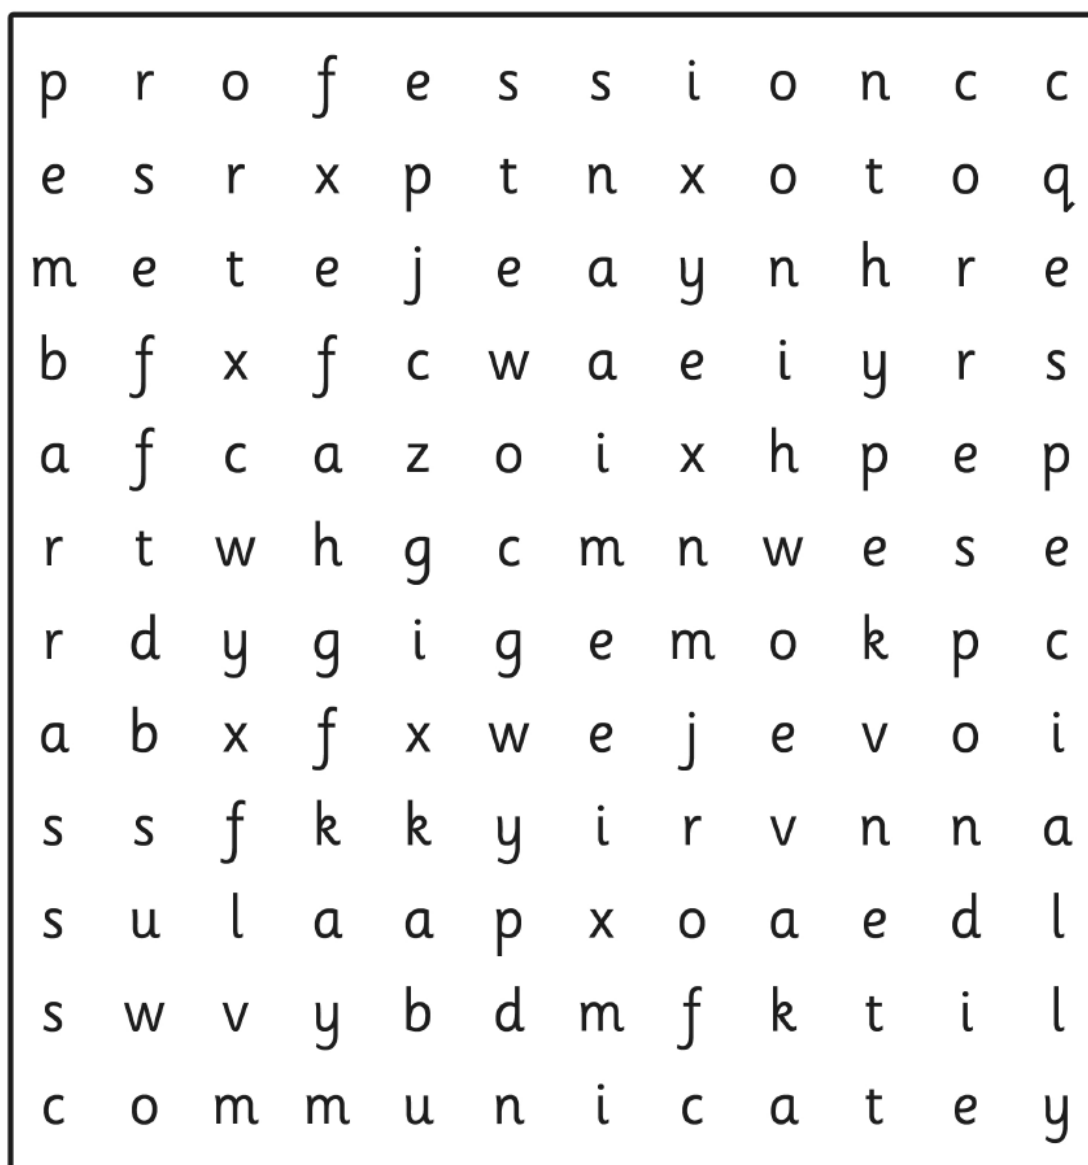 p r o f e s s i o n c c
e s r x p t n x o t o q
m e t e j e a y n h r e
b f x f c w a e i y r s
a f c a z o i x h p e p
r t w h g c m n w e s e
r d y g i g e m o k p c
a b x f x w e j e v o i
s s f k k y i r v n n a
s u l a a p x o a e d l
s w v y b d m f k t i l
c o m m u n i c a t e y